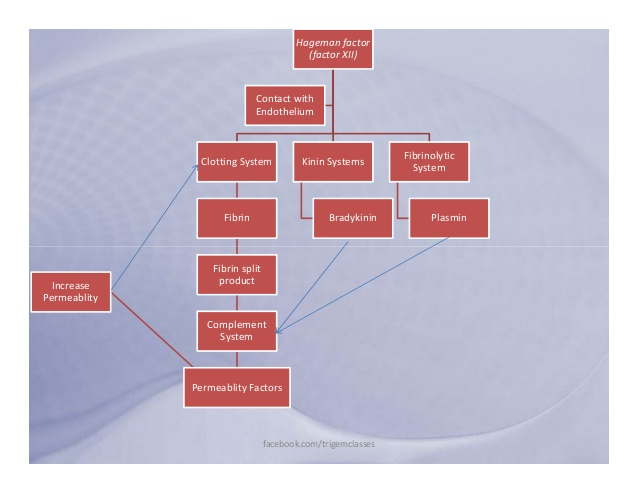 Hageman factor
(factor XII)
Contact with
Endothelium
Clotting System
Kinin Systems
Fibrinolytic
System
Fibrin
Bradykinin
Plasmin
Fibrin split
product
Increase
Permeablity
Complement
System
Permeablity Factors
facebook.com/trigemclasses